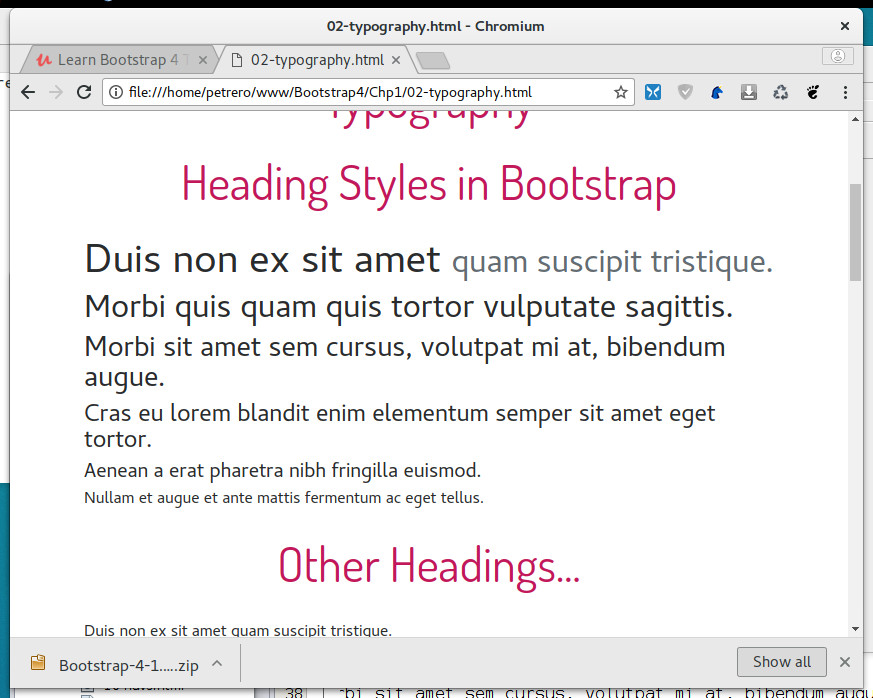 02-typography.html - Chromium
Learn Bootstrap 4 T
02-typography.html
file:///home/petrero/www/Bootstrap4/Chp1/02-typography.html
Typography
Heading Styles in Bootstrap
Duis non ex sit amet quam suscipit tristique.
Morbi quis quam quis tortor vulputate sagittis.
Morbi sit amet sem cursus, volutpat mi at, bibendum
augue.
Cras eu lorem blandit enim elementum semper sit amet eget
tortor.
Aenean a erat pharetra nibh fringilla euismod.
Nullam et augue et ante mattis fermentum ac eget tellus.
Other Headings...
Duis non ex sit amet quam suscipit tristique.
Bootstrap-4-1.....zip
Show all
38
bi sit amet sem cursus, volutpat mi at, bibendum augu